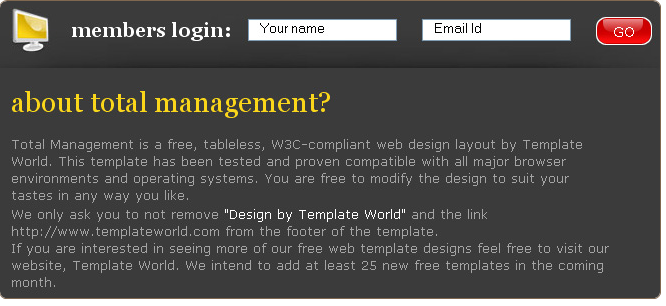 members login: Your name Email Id GO
about total management?
Total Management is a free, tableless, W3C-compliant web design layout by Template
World. This template has been tested and proven compatible with all major browser
environments and operating systems. You are free to modify the design to suit your
tastes in any way you like.
We only ask you to not remove "Design by Template World" and the link
http://www.templateworld.com from the footer of the template.
If you are interested in seeing more of our free web template designs feel free to visit our
website, Template World. We intend to add at least 25 new free templates in the coming
month.